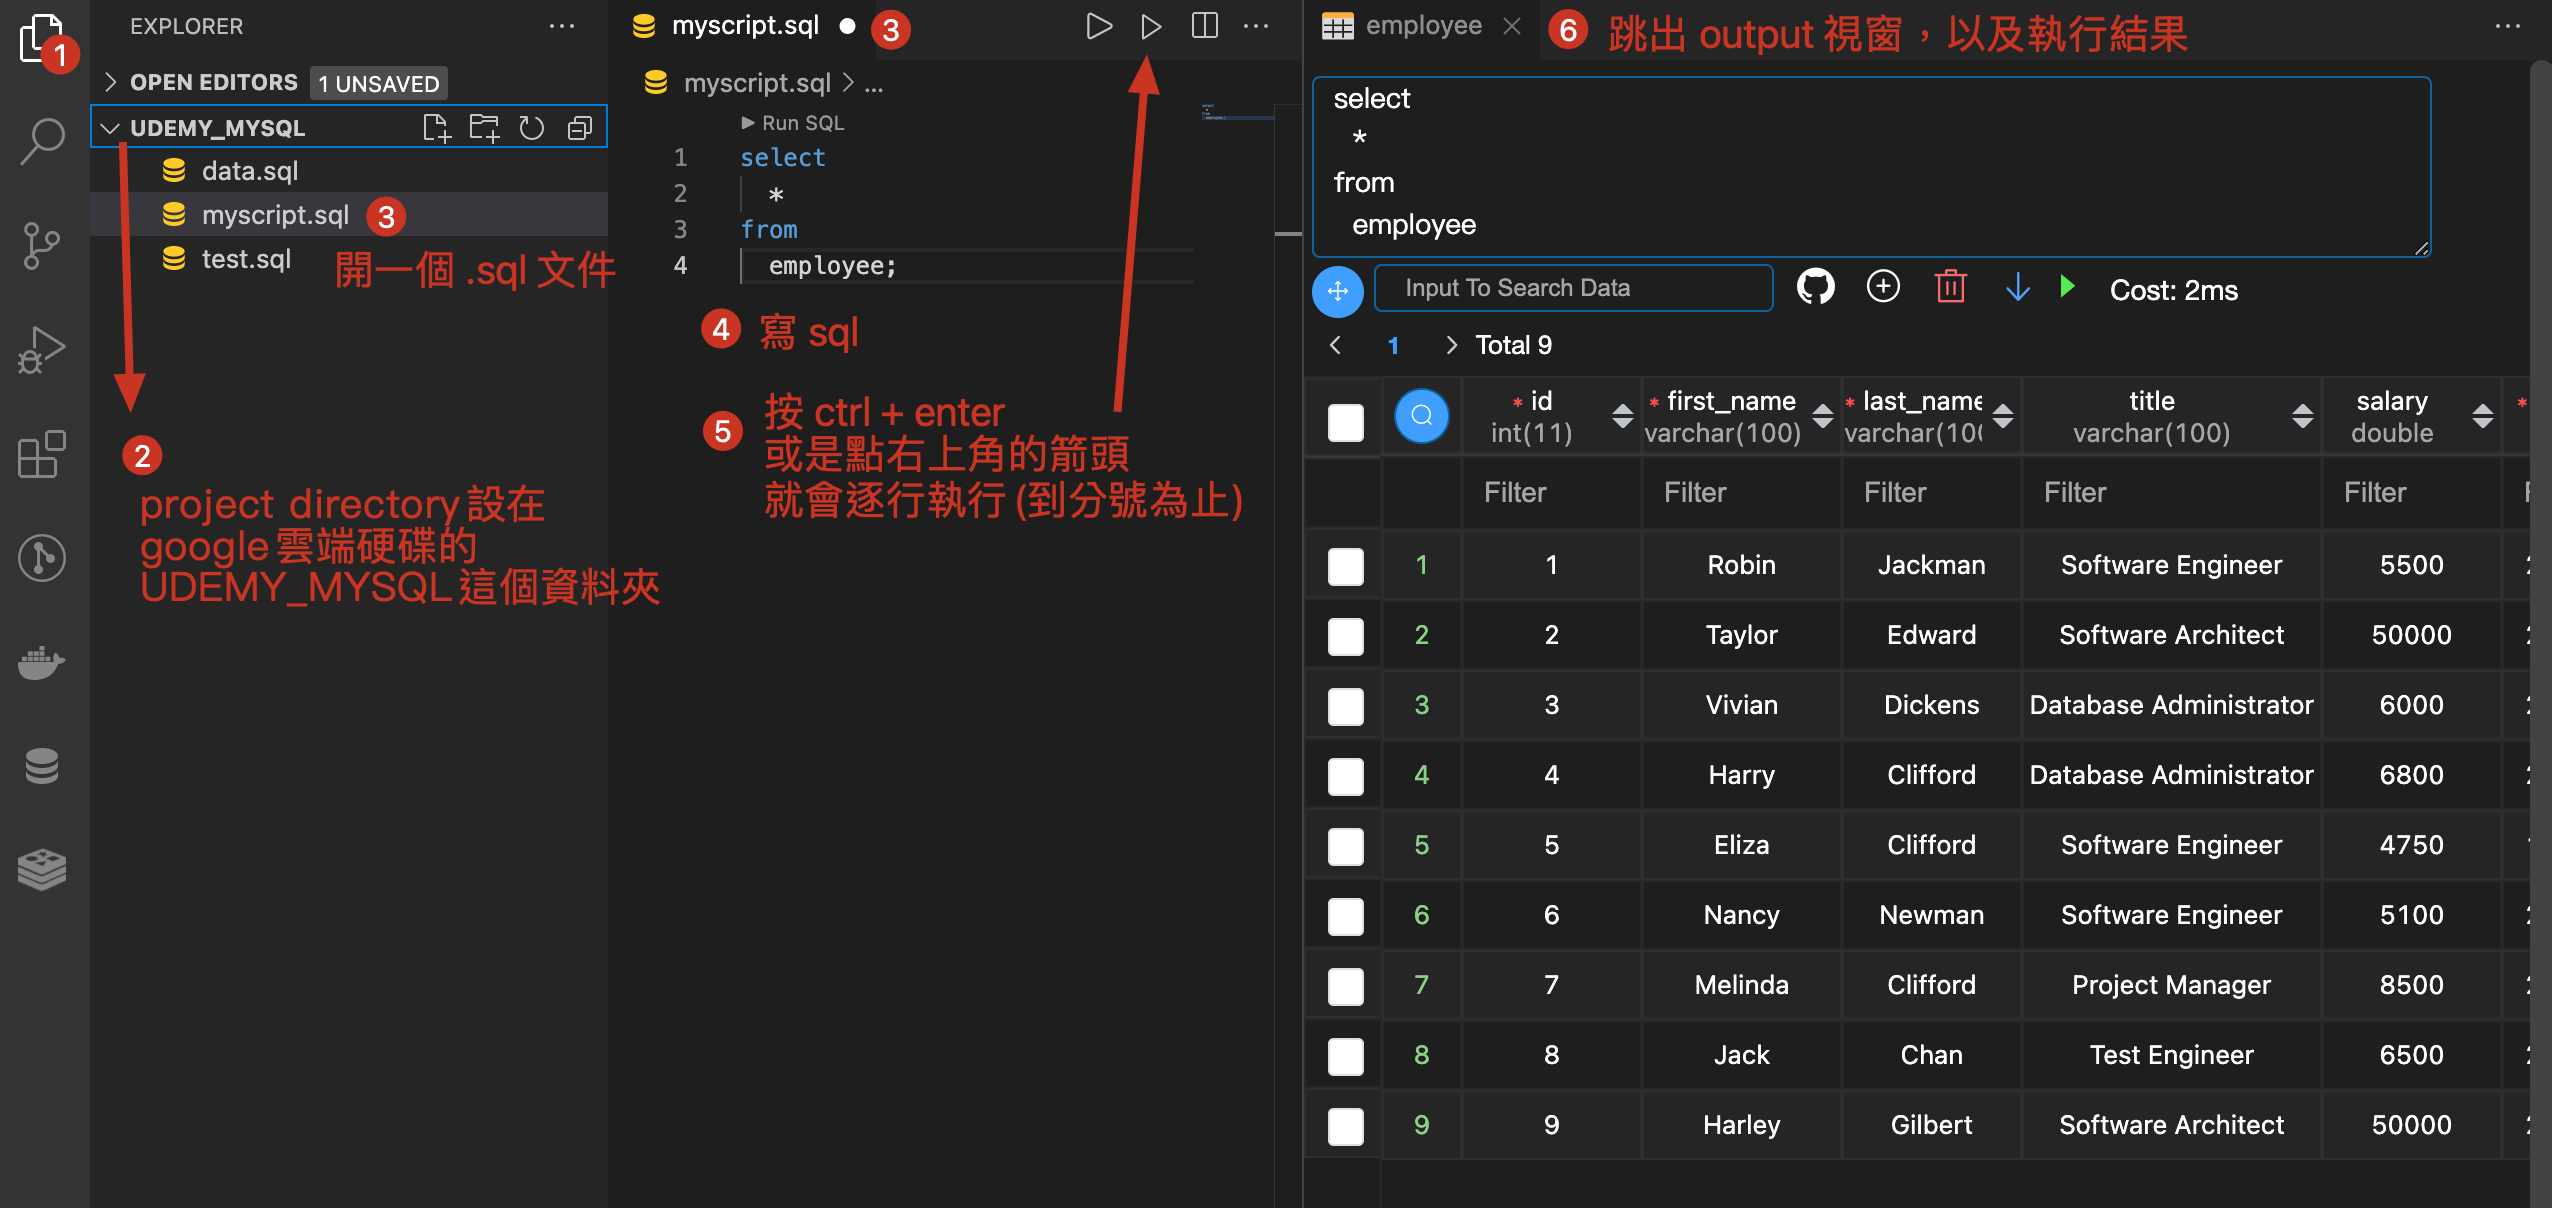 1
EXPLORER
OPEN EDITORS 1 UNSAVED
UDEMY_MYSQL
data.sql
myscript.sql 3
test.sql
開一個 .sql 文件
2
project directory 設在
google 雲端硬碟的
UDEMY_MYSQL 這個資料夾
myscript.sql 3
myscript.sql > ...
Run SQL
1 select
2 *
3 from
4 employee;
4 寫 sql
5 按 ctrl + enter
或是點右上角的箭頭
就會逐行執行 (到分號為止)
employee 6 跳出 output 視窗，以及執行結果
select
*
from
employee
Input To Search Data Cost: 2ms
1 Total 9
* id * first_name * last_name title salary *
int(11) varchar(100) varchar(10 varchar(100) double
Filter Filter Filter Filter Filter
1 1 Robin Jackman Software Engineer 5500
2 2 Taylor Edward Software Architect 50000
3 3 Vivian Dickens Database Administrator 6000
4 4 Harry Clifford Database Administrator 6800
5 5 Eliza Clifford Software Engineer 4750
6 6 Nancy Newman Software Engineer 5100
7 7 Melinda Clifford Project Manager 8500
8 8 Jack Chan Test Engineer 6500
9 9 Harley Gilbert Software Architect 50000